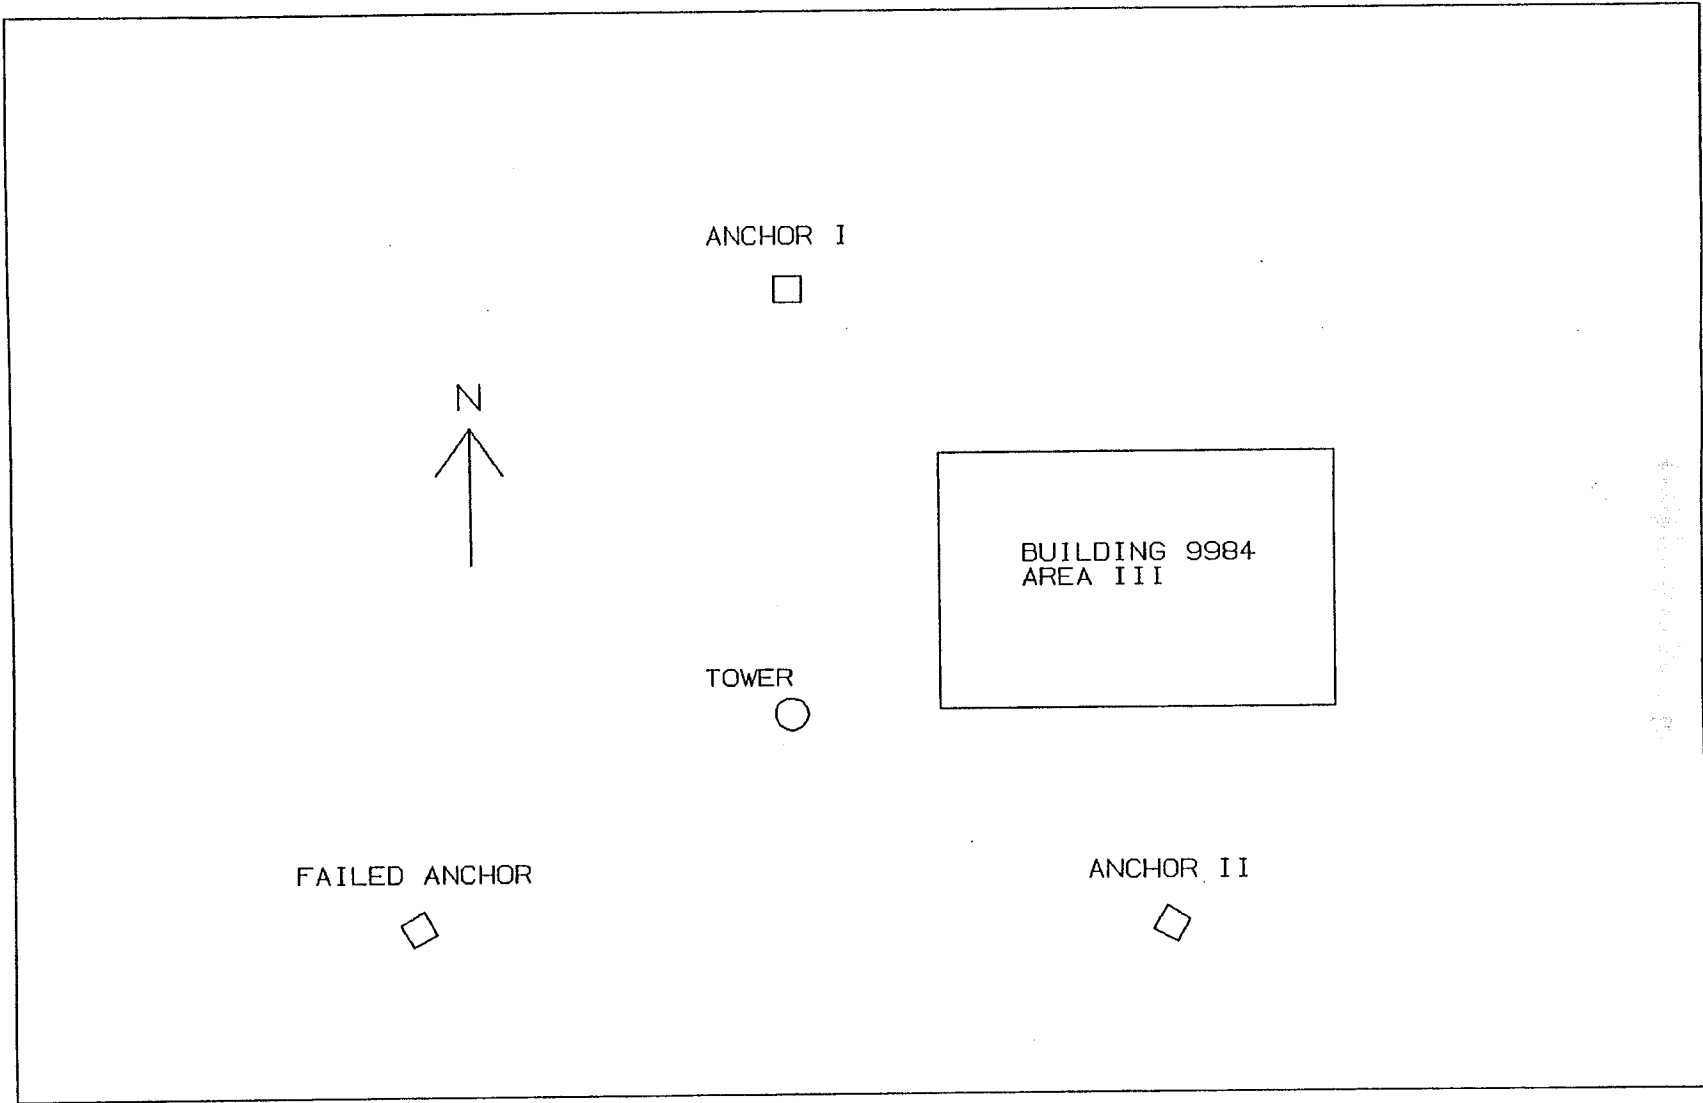 ANCHOR I
N
BUILDING 9984
AREA III
TOWER
FAILED ANCHOR
ANCHOR II